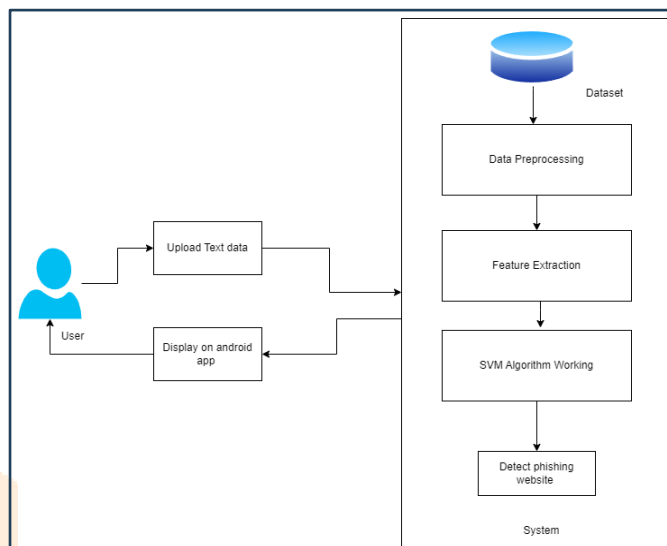 Dataset
Data Preprocessing
Upload Text data
Feature Extraction
User
Display on android
app
SVM Algorithm Working
Detect phishing
website
System